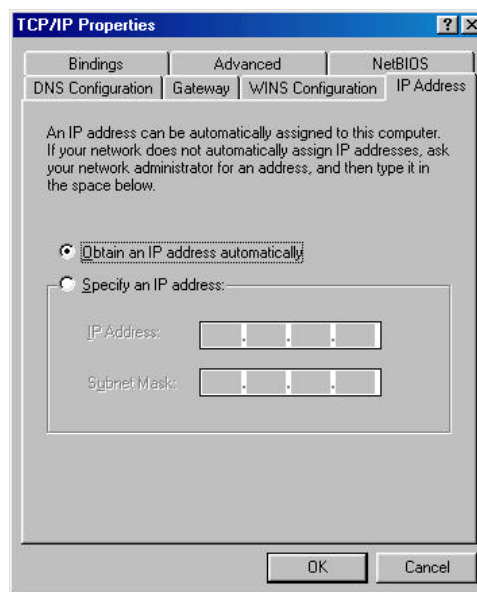 TCP/IP Properties
Bindings Advanced NetBIOS
DNS Configuration Gateway WINS Configuration IP Address
An IP address can be automatically assigned to this computer.
If your network does not automatically assign IP addresses, ask
your network administrator for an address, and then type it in
the space below.
Obtain an IP address automatically
Specify an IP address:
IP Address:
Subnet Mask:
OK Cancel